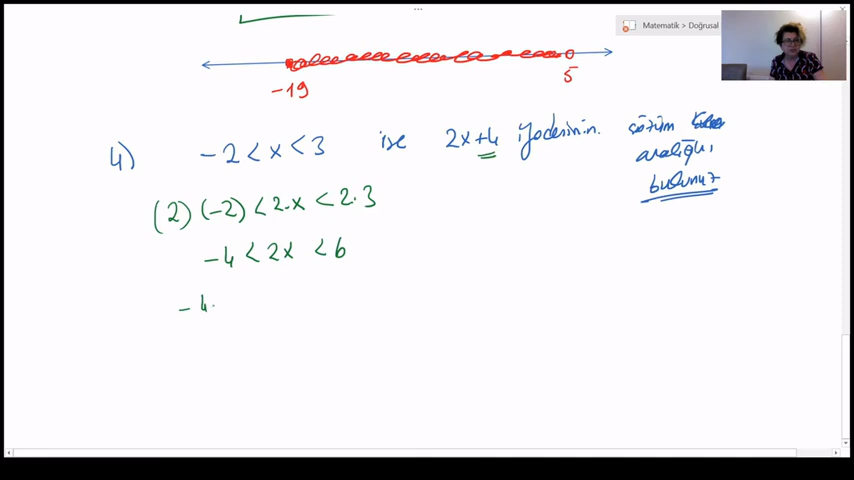 Matematik > Doğrusal
-19 5
4) -2 < x < 3 ise 2x+4 ifadesinin çözüm
aralığı
bulunuz
(2) (-2) < 2.x < 2.3
-4 < 2x < 6
-4